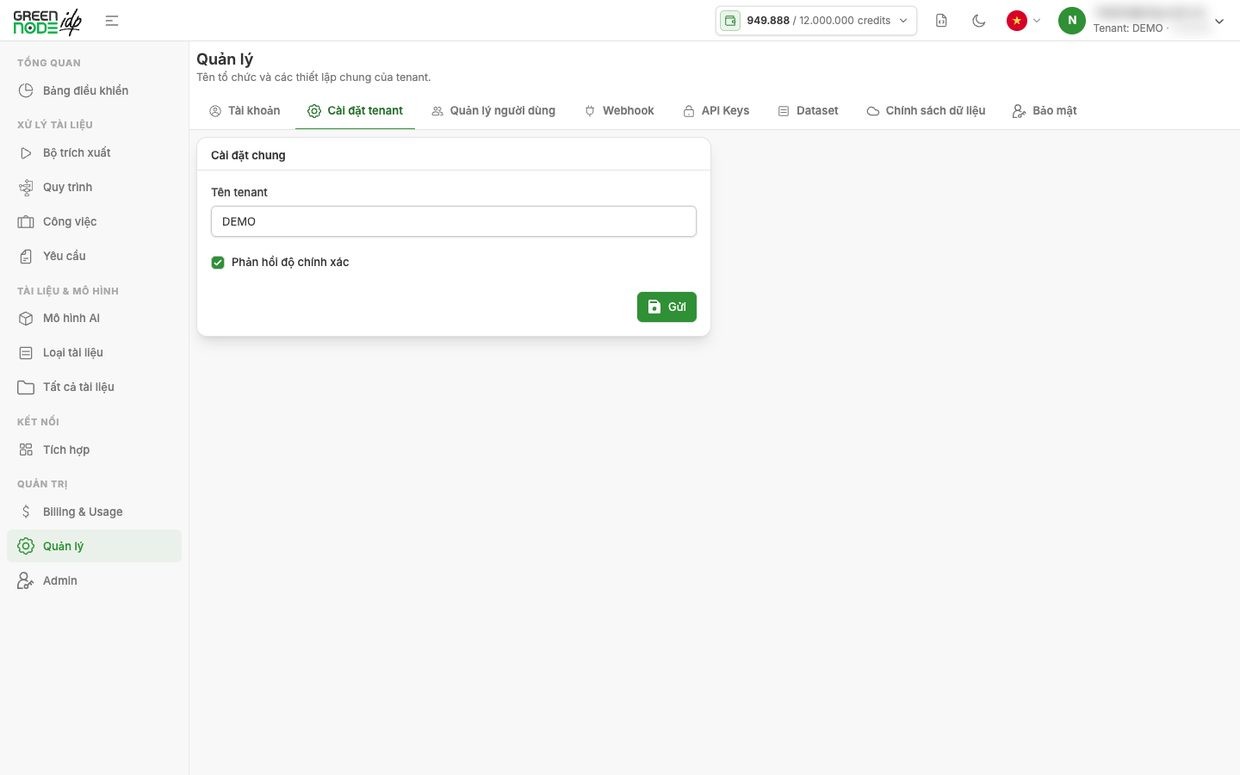 GREEN NODE idp
949.888 / 12.000.000 credits
N
Tenant: DEMO -
TỔNG QUAN
Bảng điều khiển
XỬ LÝ TÀI LIỆU
Bộ trích xuất
Quy trình
Công việc
Yêu cầu
TÀI LIỆU & MÔ HÌNH
Mô hình AI
Loại tài liệu
Tất cả tài liệu
KẾT NỐI
Tích hợp
QUẢN TRỊ
Billing & Usage
Quản lý
Admin
Quản lý
Tên tổ chức và các thiết lập chung của tenant.
Tài khoản
Cài đặt tenant
Quản lý người dùng
Webhook
API Keys
Dataset
Chính sách dữ liệu
Bảo mật
Cài đặt chung
Tên tenant
DEMO
Phản hồi độ chính xác
Gửi